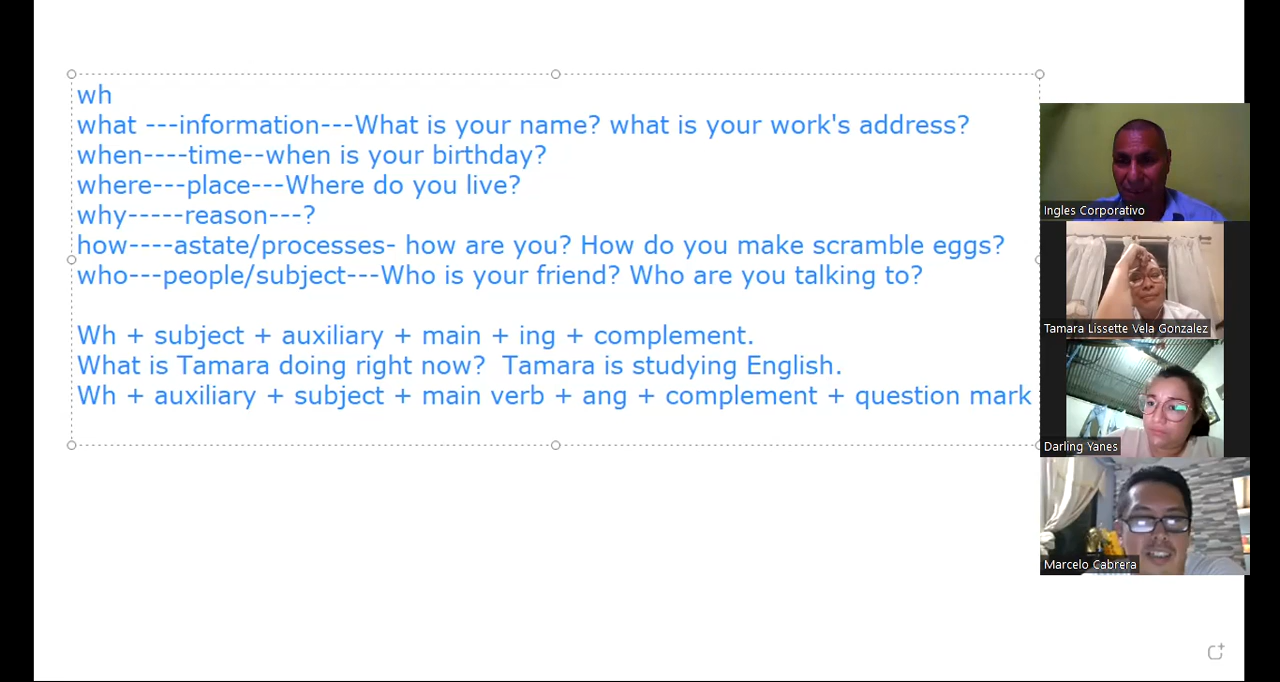 wh
what ---information---What is your name? what is your work's address?
when----time--when is your birthday?
where---place---Where do you live?
why-----reason---?
how----astate/processes- how are you? How do you make scramble eggs?
who---people/subject---Who is your friend? Who are you talking to?
Wh + subject + auxiliary + main + ing + complement.
What is Tamara doing right now?  Tamara is studying English.
Wh + auxiliary + subject + main verb + ang + complement + question mark
Ingles Corporativo
Tamara Lissette Vela Gonzalez
Darling Yanes
Marcelo Cabrera